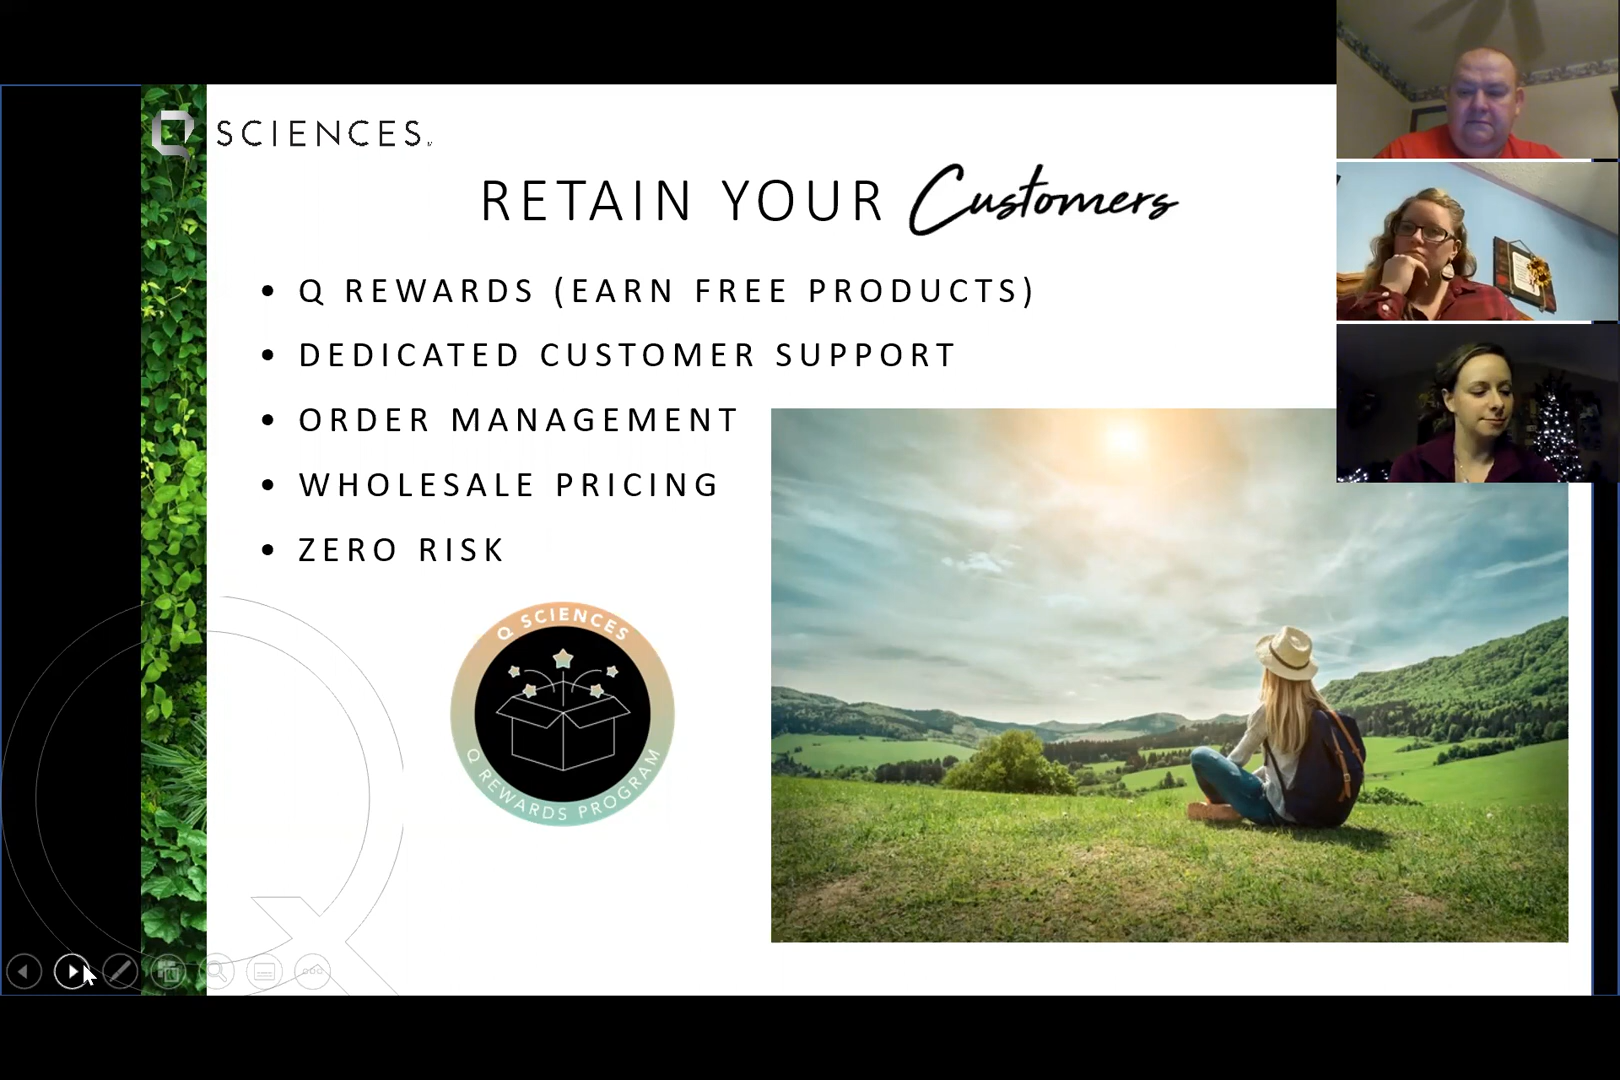 Q SCIENCES
RETAIN YOUR Customers
• Q REWARDS (EARN FREE PRODUCTS)
• DEDICATED CUSTOMER SUPPORT
• ORDER MANAGEMENT
• WHOLESALE PRICING
• ZERO RISK
Q SCIENCES
Q REWARDS PROGRAM